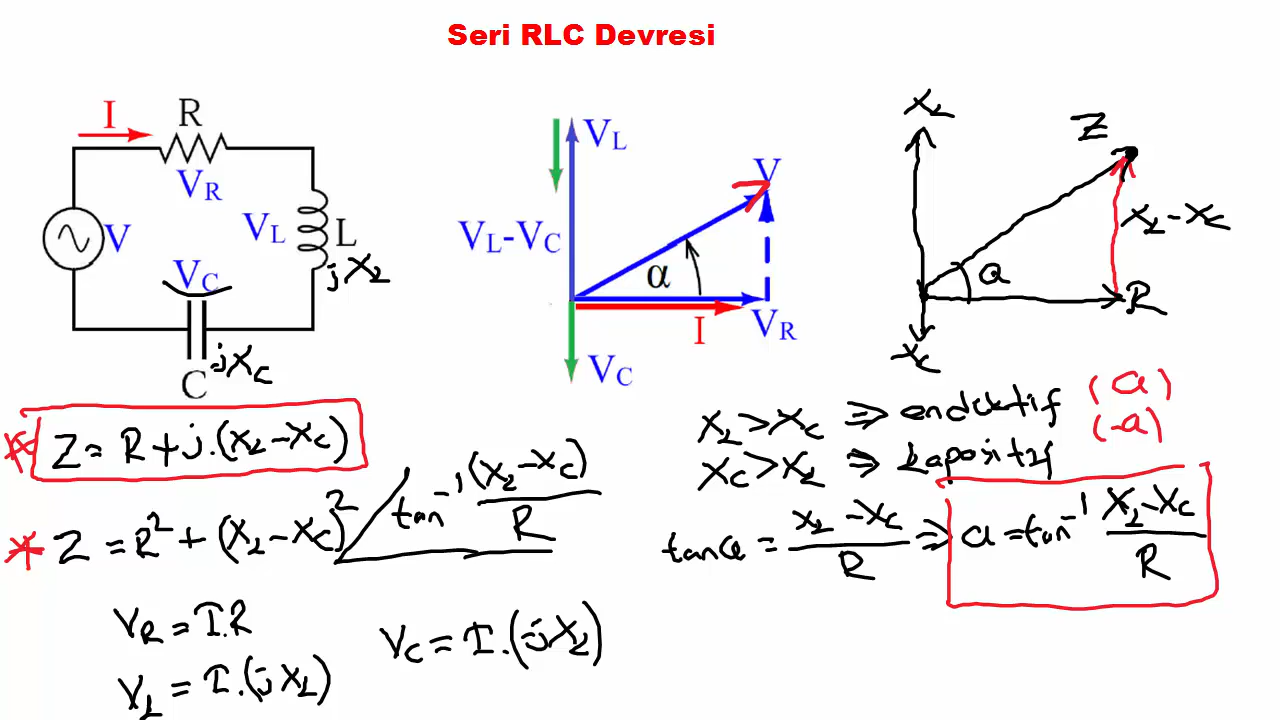 Seri RLC Devresi
I
R
V_R
V
V_L
L
jX_L
V_C
C
-jX_C
V_L
V_L-V_C
V
α
I
V_R
V_C
X_L
Z
X_L-X_C
α
R
X_C
Z = R + j.(X_L-X_C)
Z = R² + (X_L-X_C)² ∠ tan⁻¹ (X_L-X_C)/R
V_R = I.R
V_L = I.(jX_L)
V_C = I.(-jX_L)
X_L > X_C ⇒ endüktif (α)
X_C > X_L ⇒ kapasitif (-α)
tanα = (X_L-X_C)/R ⇒ α = tan⁻¹ (X_L-X_C)/R